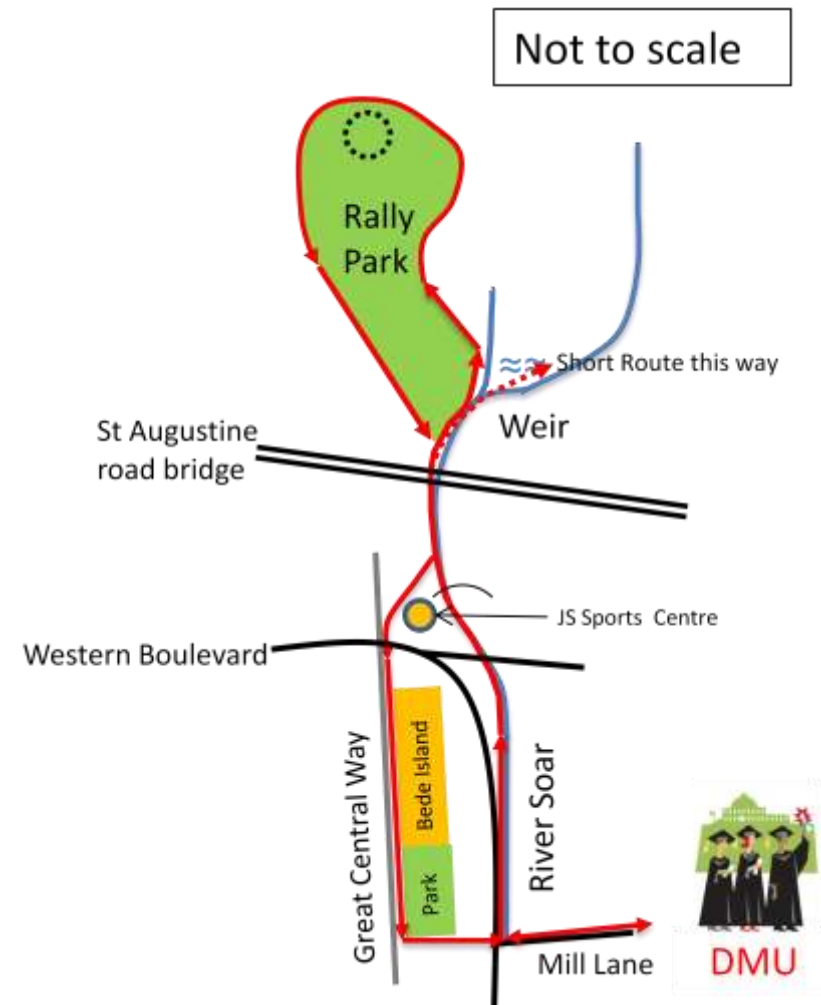 Not to scale
Rally
Park
Short Route this way
Weir
St Augustine
road bridge
JS Sports Centre
Western Boulevard
Great Central Way
Bede Island
Park
River Soar
Mill Lane
DMU